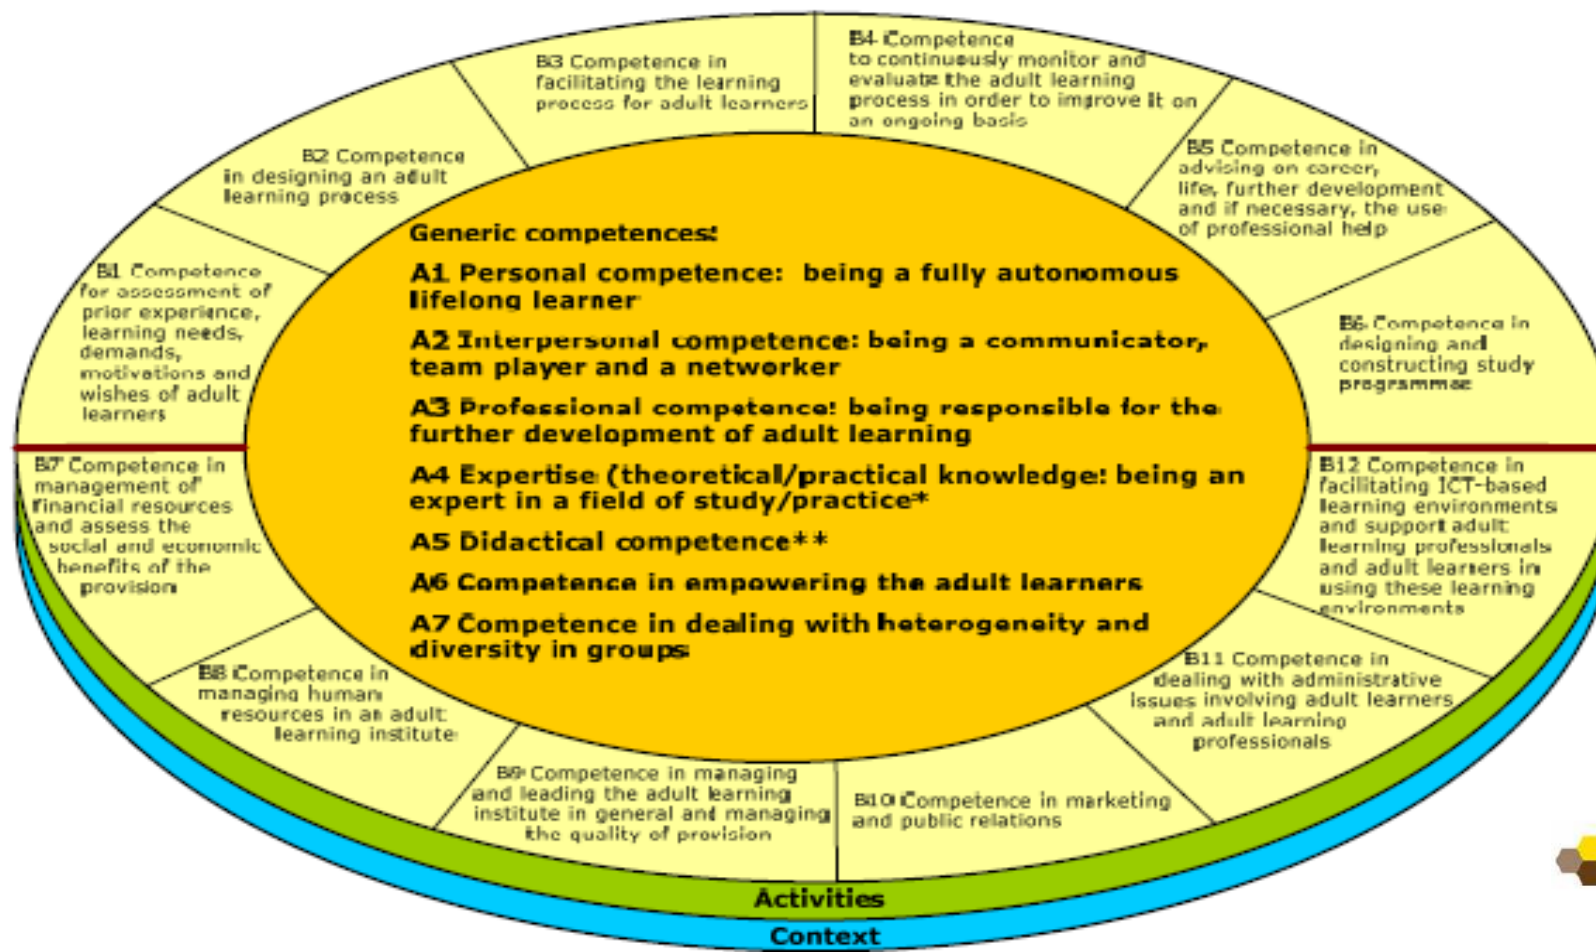 Generic competences:
A1 Personal competence: being a fully autonomous
lifelong learner
A2 Interpersonal competence: being a communicator,
team player and a networker
A3 Professional competence: being responsible for the
further development of adult learning
A4 Expertise (theoretical/practical knowledge: being an
expert in a field of study/practice*
A5 Didactical competence**
A6 Competence in empowering the adult learners
A7 Competence in dealing with heterogeneity and
diversity in groups
B1 Competence
for assessment of
prior experience,
learning needs,
demands,
motivations and
wishes of adult
learners
B2 Competence
in designing an adult
learning process
B3 Competence in
facilitating the learning
process for adult learners
B4 Competence
to continuously monitor and
evaluate the adult learning
process in order to improve it on
an ongoing basis
B5 Competence in
advising on career,
life, further development
and if necessary, the use
of professional help
B6 Competence in
designing and
constructing study
programmes
B7 Competence in
management of
financial resources
and assess the
social and economic
benefits of the
provision
B8 Competence in
managing human
resources in an adult
learning institute
B9 Competence in managing
and leading the adult learning
institute in general and managing
the quality of provision
B10 Competence in marketing
and public relations
B11 Competence in
dealing with administrative
issues involving adult learners
and adult learning
professionals
B12 Competence in
facilitating ICT-based
learning environments
and support adult
learning professionals
and adult learners in
using these learning
environments
Activities
Context